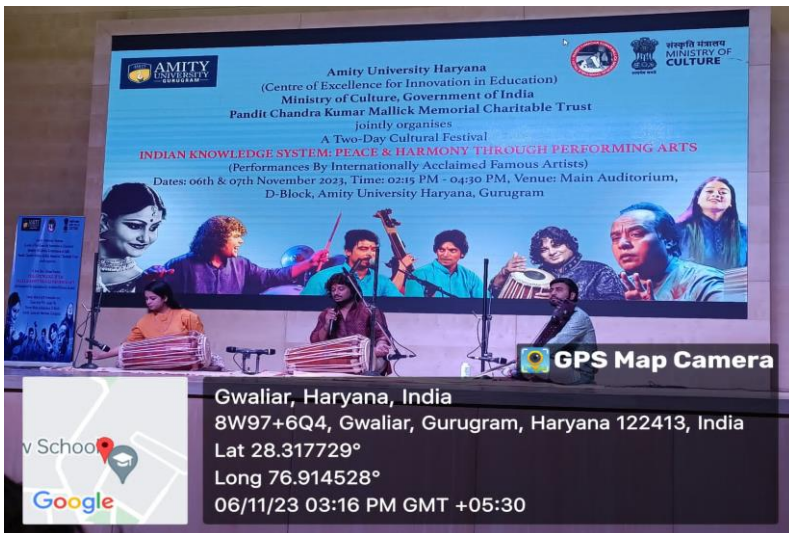 AMITY
UNIVERSITY
GURUGRAM
संस्कृति मंत्रालय
MINISTRY OF
CULTURE
Amity University Haryana
(Centre of Excellence for Innovation in Education)
Ministry of Culture, Government of India
Pandit Chandra Kumar Mallick Memorial Charitable Trust
jointly organises
A Two-Day Cultural Festival
INDIAN KNOWLEDGE SYSTEM: PEACE & HARMONY THROUGH PERFORMING ARTS
(Performances By Internationally Acclaimed Famous Artists)
Dates: 06th & 07th November 2023, Time: 02:15 PM - 04:30 PM, Venue: Main Auditorium,
D-Block, Amity University Haryana, Gurugram
GPS Map Camera
Gwaliar, Haryana, India
8W97+6Q4, Gwaliar, Gurugram, Haryana 122413, India
Lat 28.317729°
Long 76.914528°
06/11/23 03:16 PM GMT +05:30
v School
Google